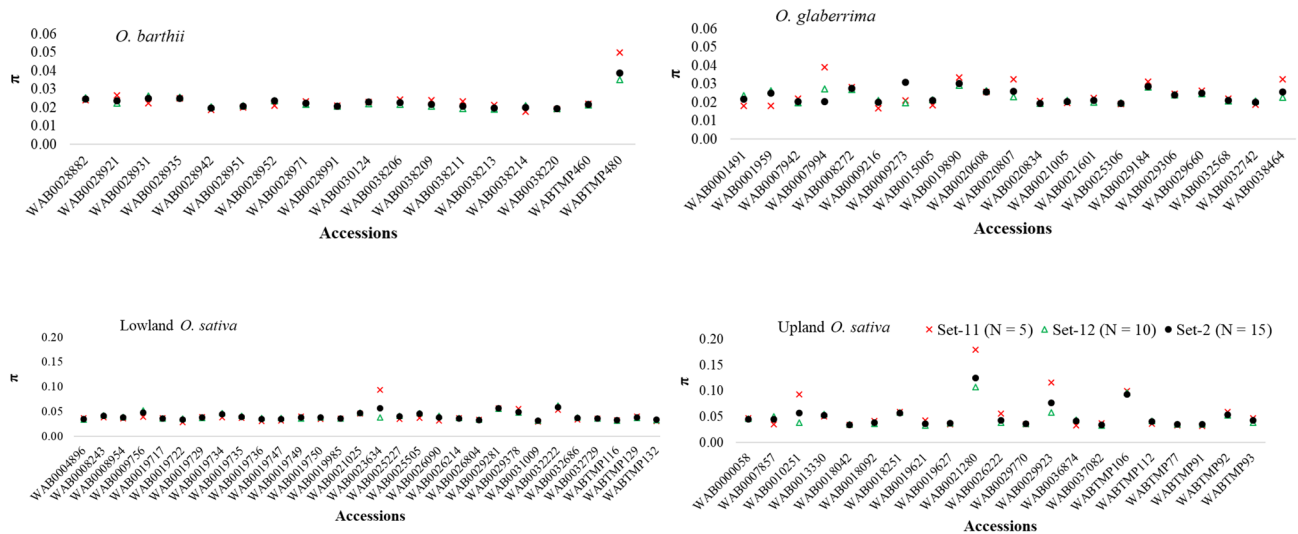 O. barthii
0.06
0.05
0.04
0.03
0.02
0.01
0.00
π
WAB0028882
WAB0028921
WAB0028931
WAB0028935
WAB0028942
WAB0028951
WAB0028952
WAB0028971
WAB0028991
WAB0030124
WAB0038206
WAB0038209
WAB0038211
WAB0038213
WAB0038214
WAB0038220
WABTMP460
WABTMP480
Accessions
O. glaberrima
0.06
0.05
0.04
0.03
0.02
0.01
0.00
π
WAB0001491
WAB0001959
WAB0007942
WAB0007994
WAB0008272
WAB0009216
WAB0009273
WAB0015005
WAB0019890
WAB0020608
WAB0020807
WAB0020834
WAB0021005
WAB0021601
WAB0025306
WAB0029184
WAB0029306
WAB0029660
WAB0032568
WAB0032742
WAB0038464
Accessions
Lowland O. sativa
0.20
0.15
0.10
0.05
0.00
π
WAB0004896
WAB0008243
WAB0008954
WAB0009756
WAB0019717
WAB0019722
WAB0019729
WAB0019734
WAB0019735
WAB0019736
WAB0019747
WAB0019749
WAB0019750
WAB0019985
WAB0021025
WAB0023634
WAB0025227
WAB0025505
WAB0026090
WAB0026214
WAB0026804
WAB0029281
WAB0029378
WAB0031009
WAB0032222
WAB0032686
WAB0032729
WABTMP116
WABTMP129
WABTMP132
Accessions
Upland O. sativa
Set-11 (N = 5) Set-12 (N = 10) Set-2 (N = 15)
0.20
0.15
0.10
0.05
0.00
π
WAB0000058
WAB0007857
WAB0010251
WAB0013330
WAB0018042
WAB0018092
WAB0018251
WAB0019621
WAB0019627
WAB0021280
WAB0026222
WAB0029770
WAB0029923
WAB0036874
WAB0037082
WABTMP106
WABTMP112
WABTMP77
WABTMP91
WABTMP92
WABTMP93
Accessions